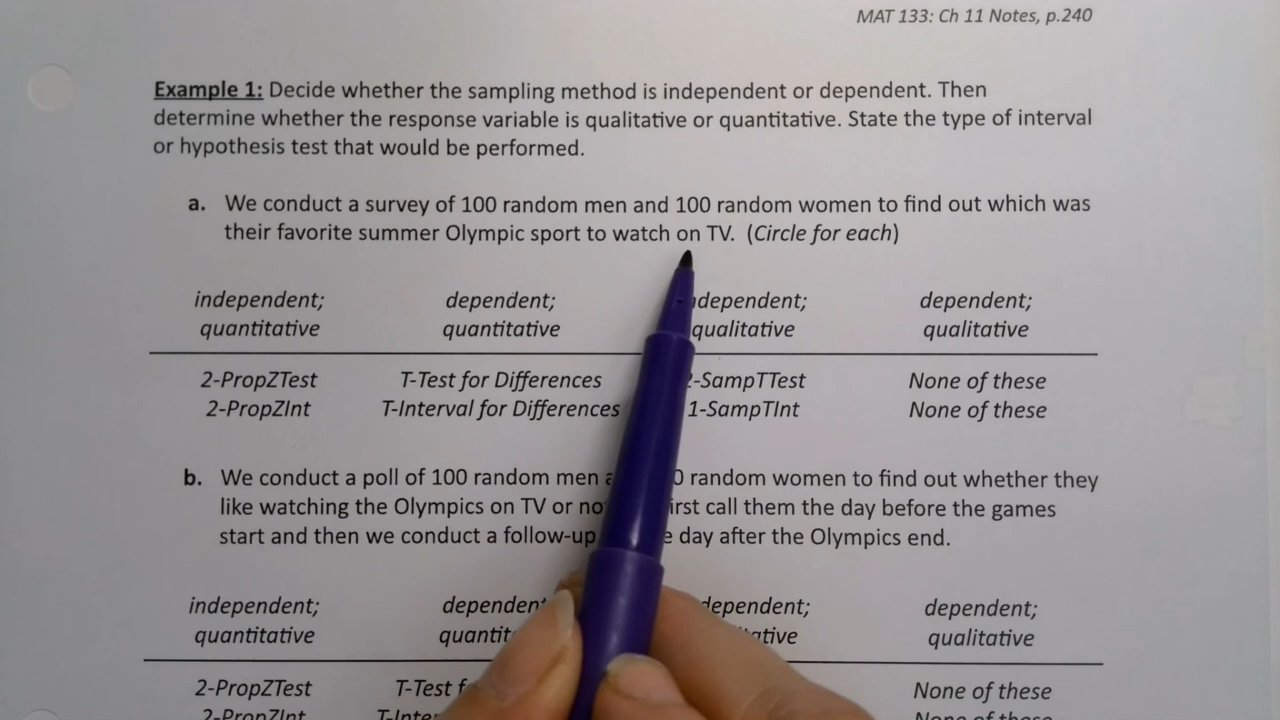 MAT 133: Ch 11 Notes, p.240
Example 1: Decide whether the sampling method is independent or dependent. Then
determine whether the response variable is qualitative or quantitative. State the type of interval
or hypothesis test that would be performed.
a. We conduct a survey of 100 random men and 100 random women to find out which was
their favorite summer Olympic sport to watch on TV. (Circle for each)
independent; dependent; dependent; dependent;
quantitative quantitative qualitative qualitative
2-PropZTest T-Test for Differences -SampTTest None of these
2-PropZInt T-Interval for Differences 1-SampTInt None of these
b. We conduct a poll of 100 random men random women to find out whether they
like watching the Olympics on TV or call them the day before the games
start and then we conduct a follow-up day after the Olympics end.
independent; dependent; dependent;
quantitative qualitative
2-PropZTest T-Test None of these
2-PropZInt None of these